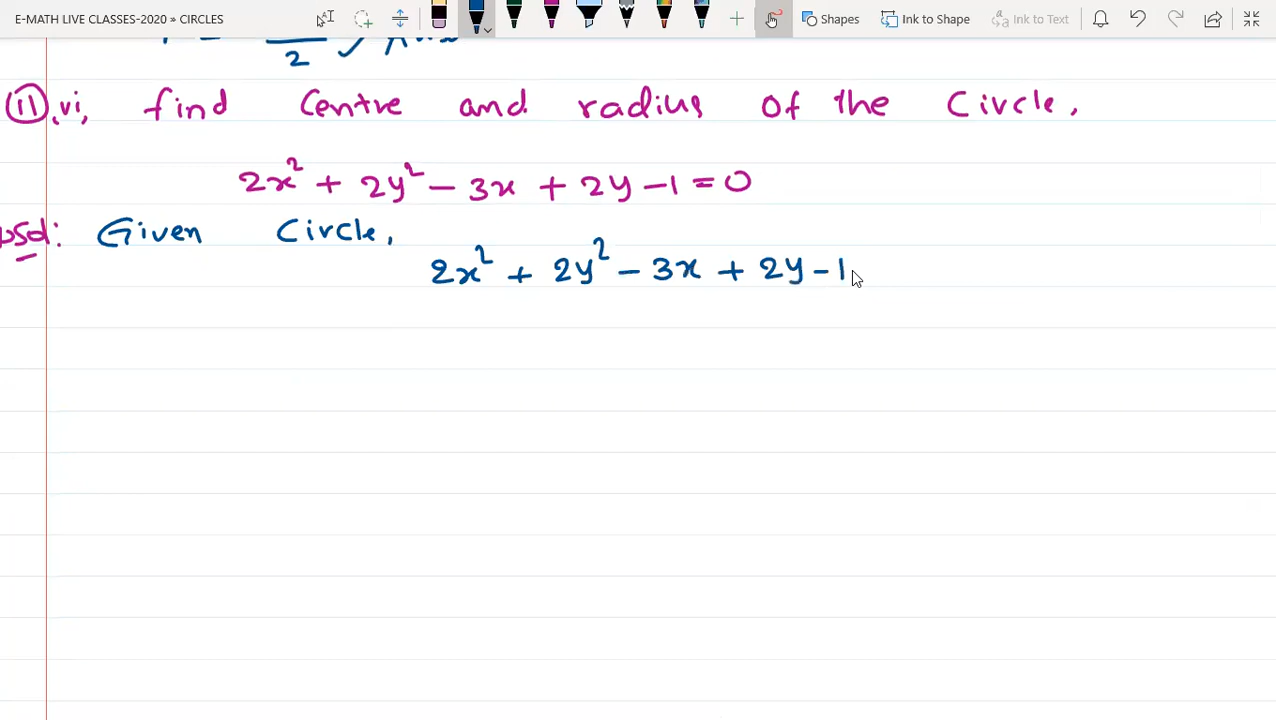 E-MATH LIVE CLASSES-2020 » CIRCLES Shapes Ink to Shape Ink to Text
2
(11).vi, find Centre and radius of the Circle.
2x² + 2y² - 3x + 2y - 1 = 0
Given Circle,
2x² + 2y² - 3x + 2y - 1